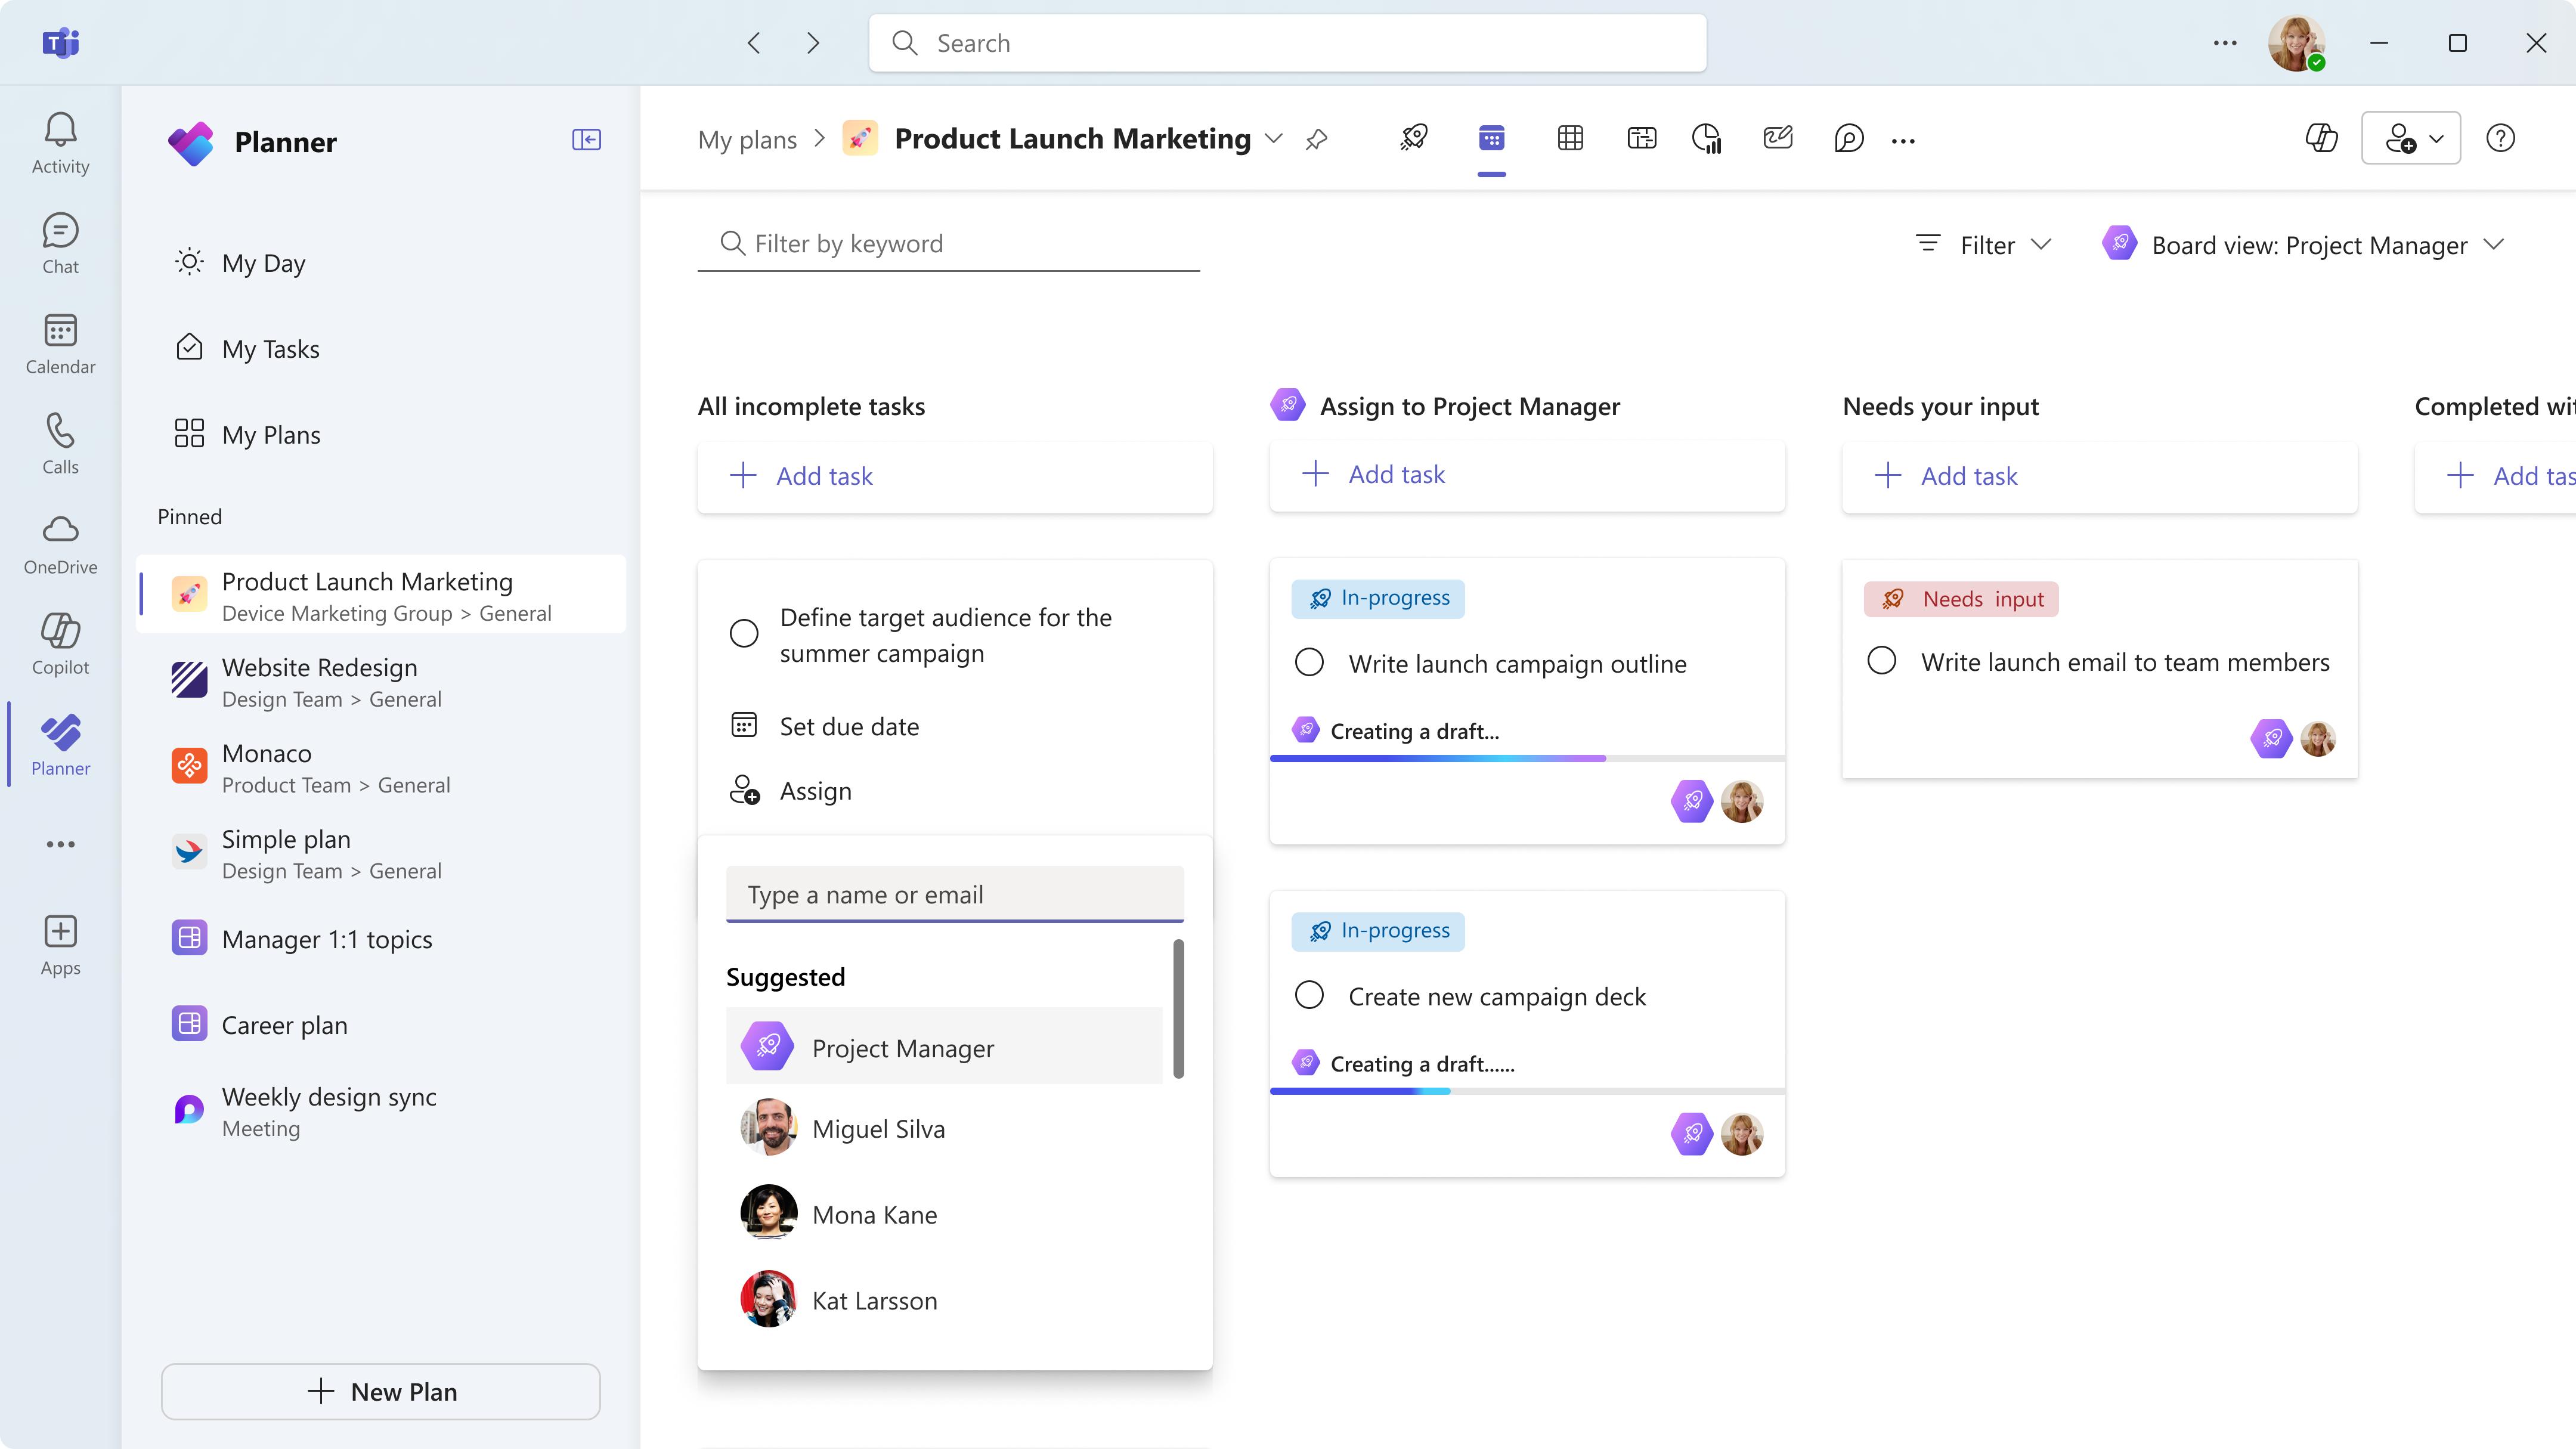 Search
Activity
Chat
Calendar
Calls
OneDrive
Copilot
Planner
Apps
Planner
My Day
My Tasks
My Plans
Pinned
Product Launch Marketing
Device Marketing Group > General
Website Redesign
Design Team > General
Monaco
Product Team > General
Simple plan
Design Team > General
Manager 1:1 topics
Career plan
Weekly design sync
Meeting
New Plan
My plans > Product Launch Marketing
Filter by keyword
Filter
Board view: Project Manager
All incomplete tasks
Add task
Define target audience for the
summer campaign
Set due date
Assign
Type a name or email
Suggested
Project Manager
Miguel Silva
Mona Kane
Kat Larsson
Assign to Project Manager
Add task
In-progress
Write launch campaign outline
Creating a draft...
In-progress
Create new campaign deck
Creating a draft......
Needs your input
Add task
Needs input
Write launch email to team members
Completed wi
Add tas